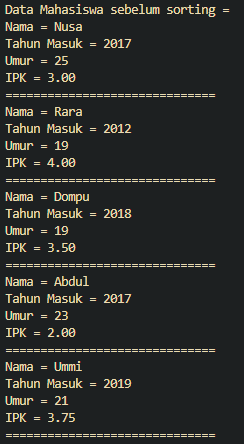 Data Mahasiswa sebelum sorting =
Nama = Nusa
Tahun Masuk = 2017
Umur = 25
IPK = 3.00
==============================
Nama = Rara
Tahun Masuk = 2012
Umur = 19
IPK = 4.00
==============================
Nama = Dompu
Tahun Masuk = 2018
Umur = 19
IPK = 3.50
==============================
Nama = Abdul
Tahun Masuk = 2017
Umur = 23
IPK = 2.00
==============================
Nama = Ummi
Tahun Masuk = 2019
Umur = 21
IPK = 3.75
==============================